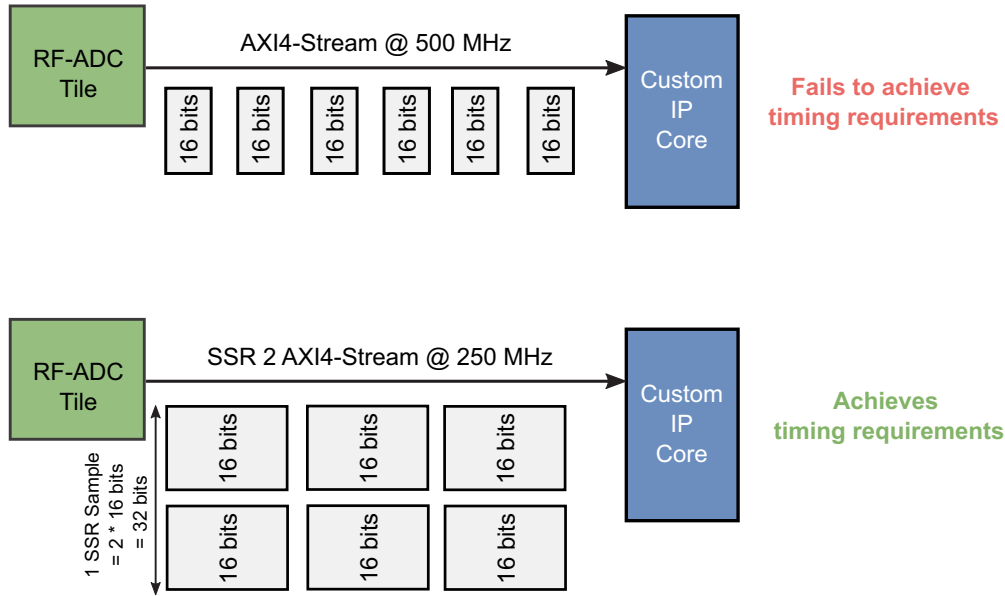 RF-ADC
Tile
AXI4-Stream @ 500 MHz
16 bits
16 bits
16 bits
16 bits
16 bits
16 bits
Custom
IP
Core
Fails to achieve
timing requirements
RF-ADC
Tile
SSR 2 AXI4-Stream @ 250 MHz
1 SSR Sample
= 2 * 16 bits
= 32 bits
16 bits
16 bits
16 bits
16 bits
16 bits
16 bits
Custom
IP
Core
Achieves
timing requirements